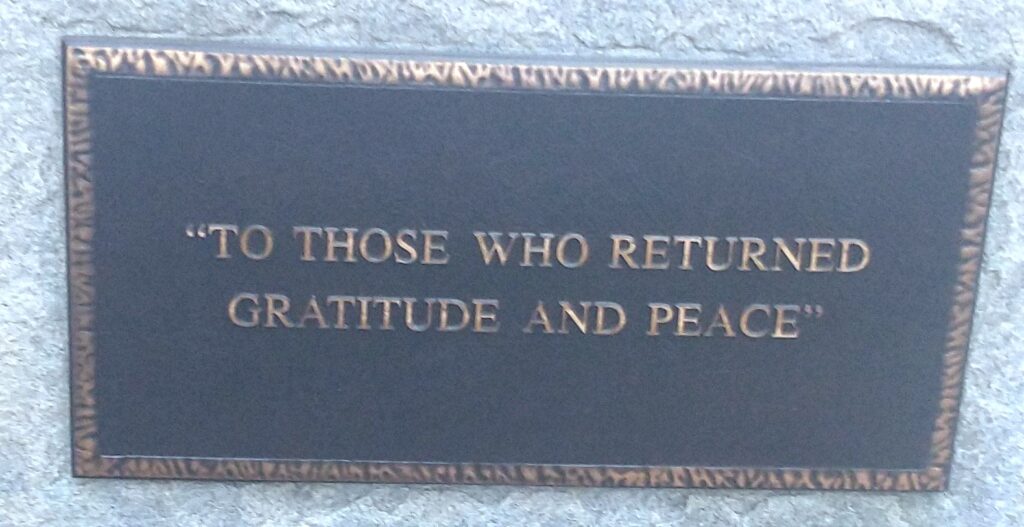 “TO THOSE WHO RETURNED
GRATITUDE AND PEACE”